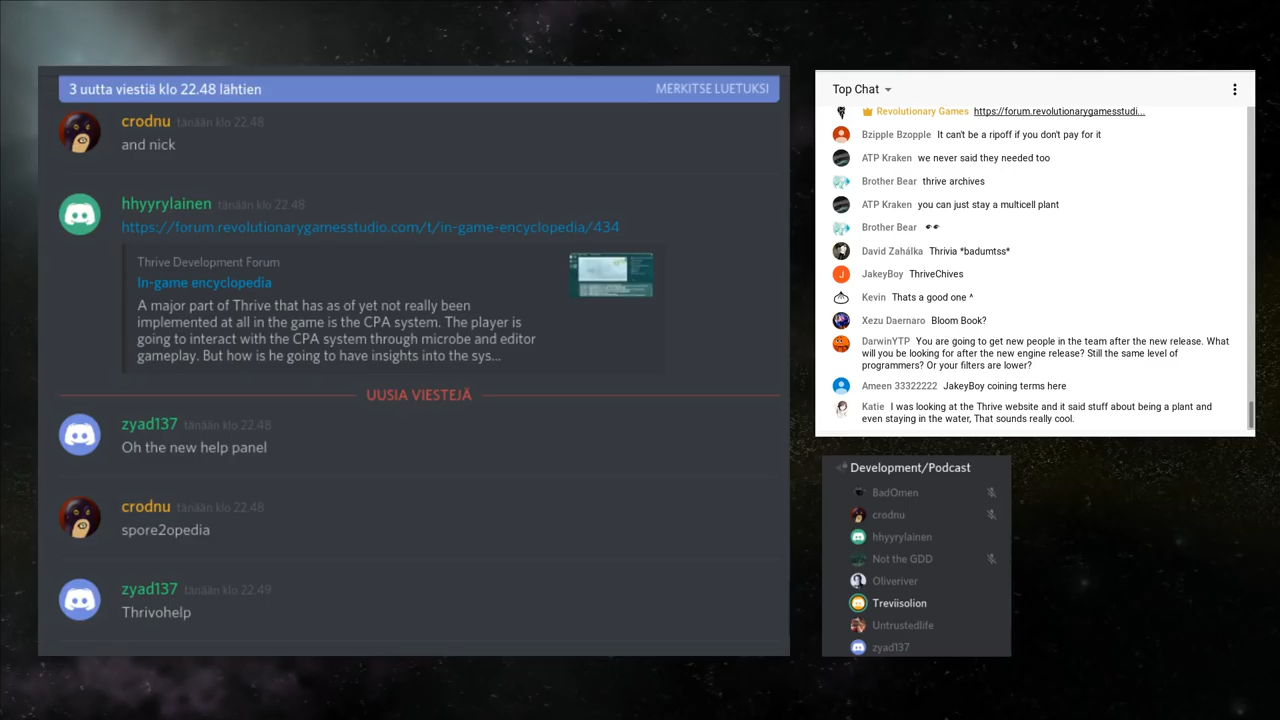 3 uutta viestiä klo 22.48 lähtien
MERKITSE LUETUKSI
crodnu tänään klo 22.48
and nick
hhyyrylainen tänään klo 22.48
https://forum.revolutionarygamesstudio.com/t/in-game-encyclopedia/434
Thrive Development Forum
In-game encyclopedia
A major part of Thrive that has as of yet not really been
implemented at all in the game is the CPA system. The player is
going to interact with the CPA system through microbe and editor
gameplay. But how is he going to have insights into the sys...
UUSIA VIESTEJÄ
zyad137 tänään klo 22.48
Oh the new help panel
crodnu tänään klo 22.48
spore2opedia
zyad137 tänään klo 22.49
Thrivohelp
Top Chat
Revolutionary Games https://forum.revolutionarygamesstudi...
Bzipple Bzopple It can't be a ripoff if you don't pay for it
ATP Kraken we never said they needed too
Brother Bear thrive archives
ATP Kraken you can just stay a multicell plant
Brother Bear 👀
David Zahálka Thrivia *badumtss*
J
JakeyBoy ThriveChives
Kevin Thats a good one ^
Xezu Daernaro Bloom Book?
DarwinYTP You are going to get new people in the team after the new release. What
will you be looking for after the new engine release? Still the same level of
programmers? Or your filters are lower?
Ameen 33322222 JakeyBoy coining terms here
Katie I was looking at the Thrive website and it said stuff about being a plant and
even staying in the water, That sounds really cool.
Development/Podcast
BadOmen
crodnu
hhyyrylainen
Not the GDD
Oliveriver
Treviisolion
Untrustedlife
zyad137